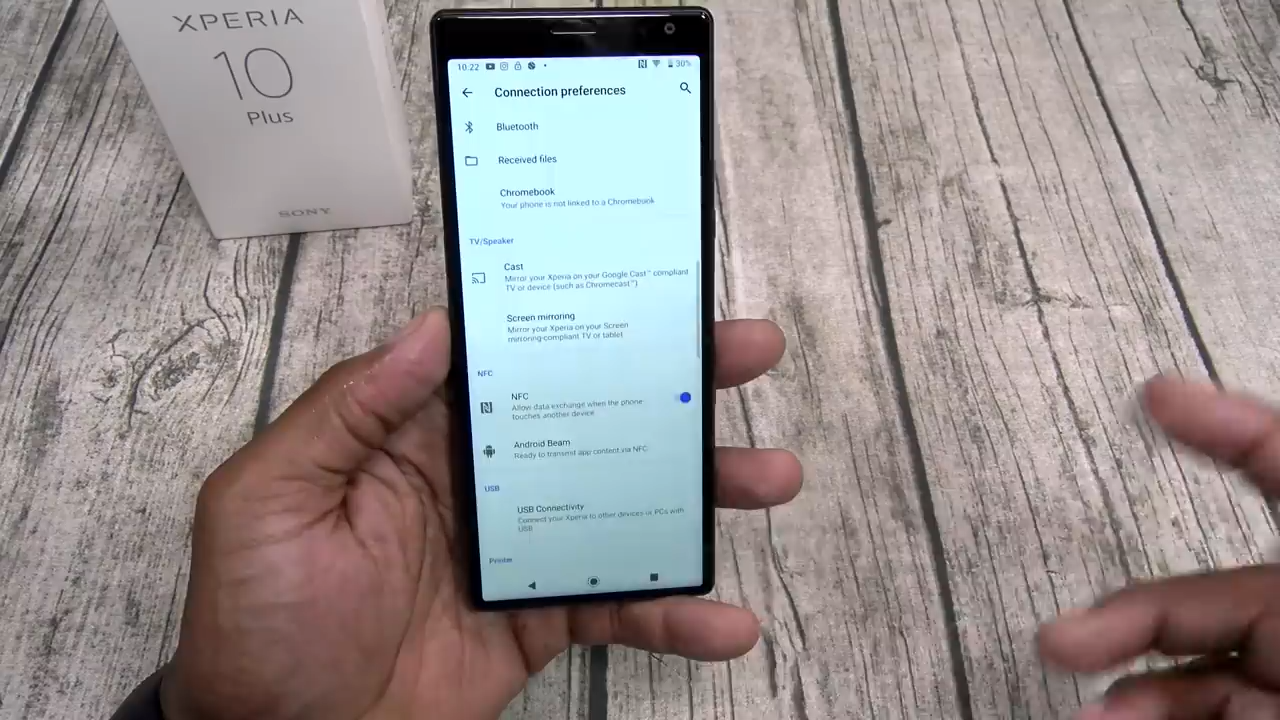 XPERIA
10
Plus
SONY
10.22
30%
Connection preferences
Bluetooth
Received files
Chromebook
Your phone is not linked to a Chromebook
TV/Speaker
Cast
Mirror your Xperia on your Google Cast™ compliant
TV or device (such as Chromecast™)
Screen mirroring
Mirror your Xperia on your Screen
mirroring-compliant TV or tablet
NFC
NFC
Allow data exchange when the phone
touches another device
Android Beam
Ready to transmit app content via NFC
USB
USB Connectivity
Connect your Xperia to other devices or PCs with
USB
Printer